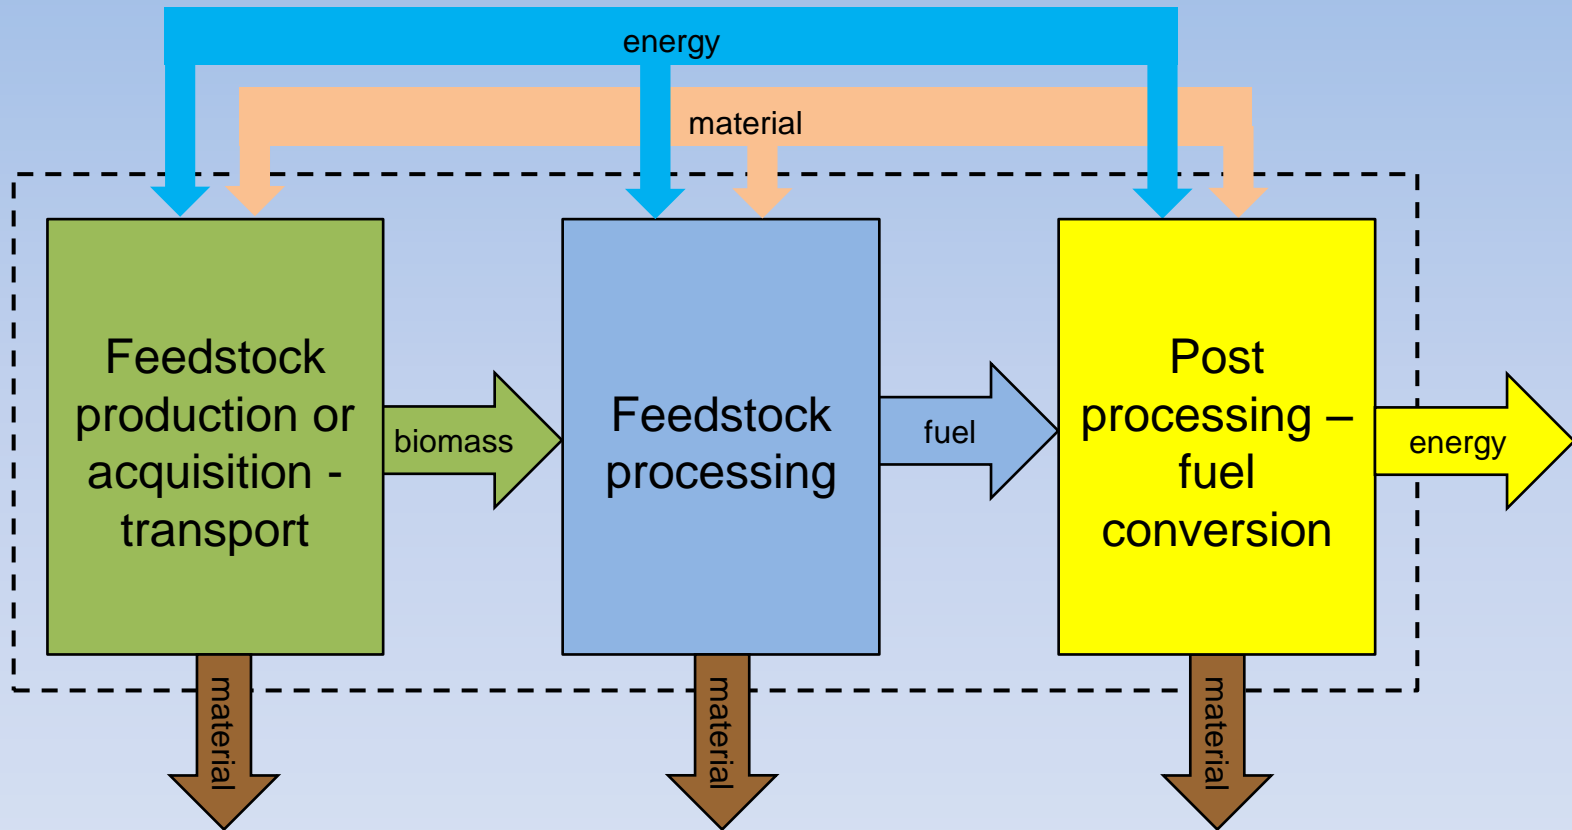 energy
material
Feedstock
production or
acquisition -
transport
biomass
Feedstock
processing
fuel
Post
processing –
fuel
conversion
energy
material
material
material